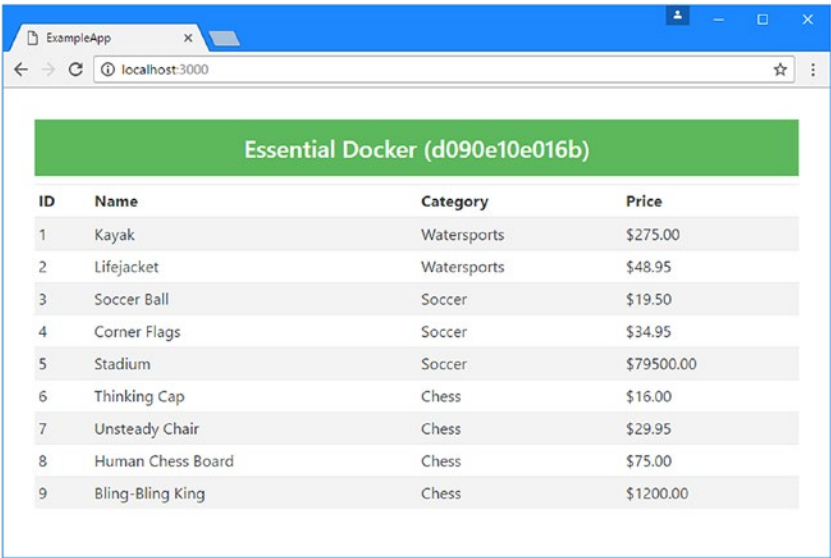 ExampleApp
localhost:3000
Essential Docker (d090e10e016b)
ID Name Category Price
1 Kayak Watersports $275.00
2 Lifejacket Watersports $48.95
3 Soccer Ball Soccer $19.50
4 Corner Flags Soccer $34.95
5 Stadium Soccer $79500.00
6 Thinking Cap Chess $16.00
7 Unsteady Chair Chess $29.95
8 Human Chess Board Chess $75.00
9 Bling-Bling King Chess $1200.00